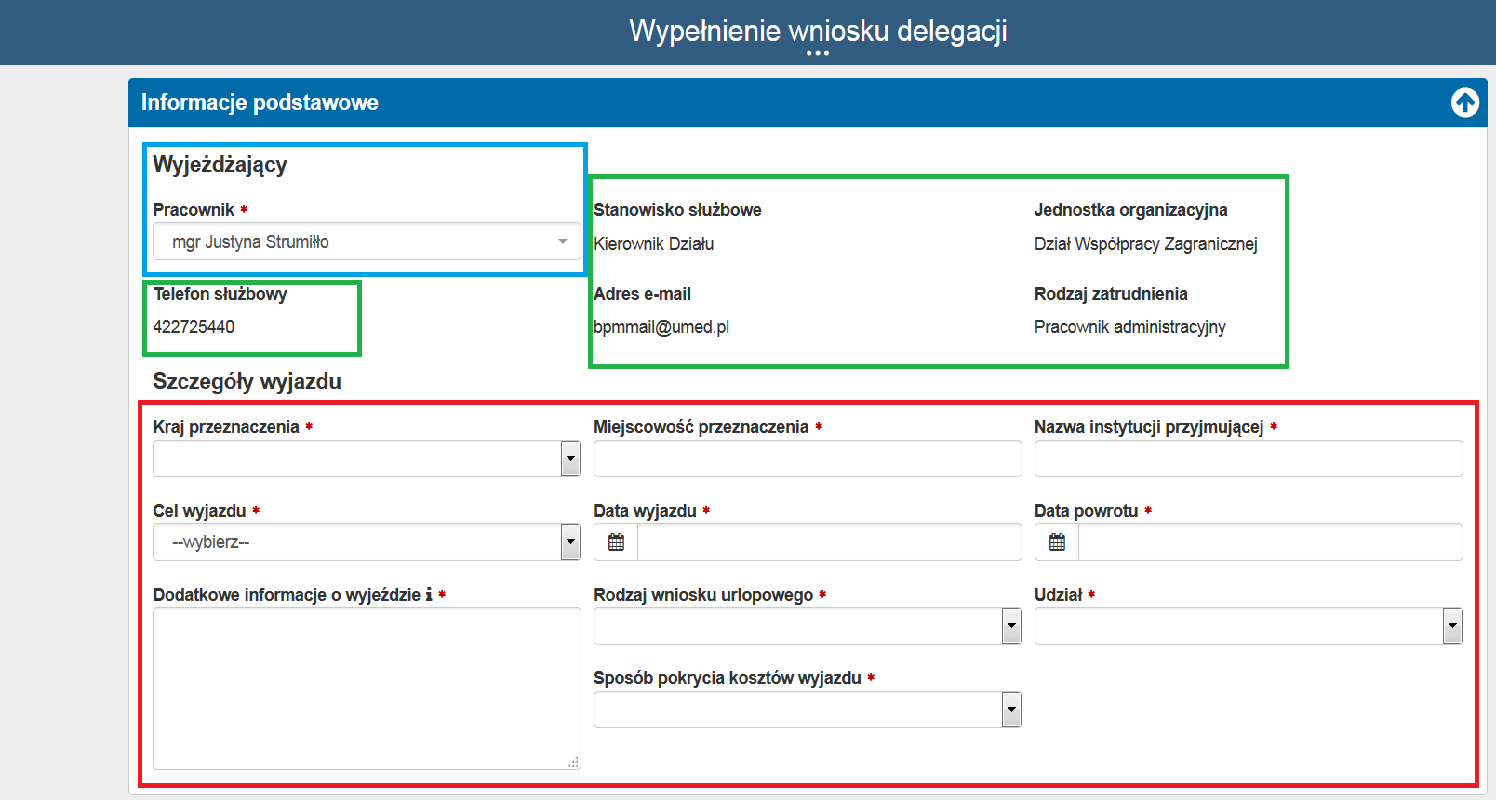 Wypełnienie wniosku delegacji
Informacje podstawowe
Wyjeżdżający
Pracownik *
mgr Justyna Strumiłło
Stanowisko służbowe
Kierownik Działu
Jednostka organizacyjna
Dział Współpracy Zagranicznej
Telefon służbowy
422725440
Adres e-mail
bpmmail@umed.pl
Rodzaj zatrudnienia
Pracownik administracyjny
Szczegóły wyjazdu
Kraj przeznaczenia *
Miejscowość przeznaczenia *
Nazwa instytucji przyjmującej *
Cel wyjazdu *
--wybierz--
Data wyjazdu *
Data powrotu *
Dodatkowe informacje o wyjeździe i *
Rodzaj wniosku urlopowego *
Udział *
Sposób pokrycia kosztów wyjazdu *